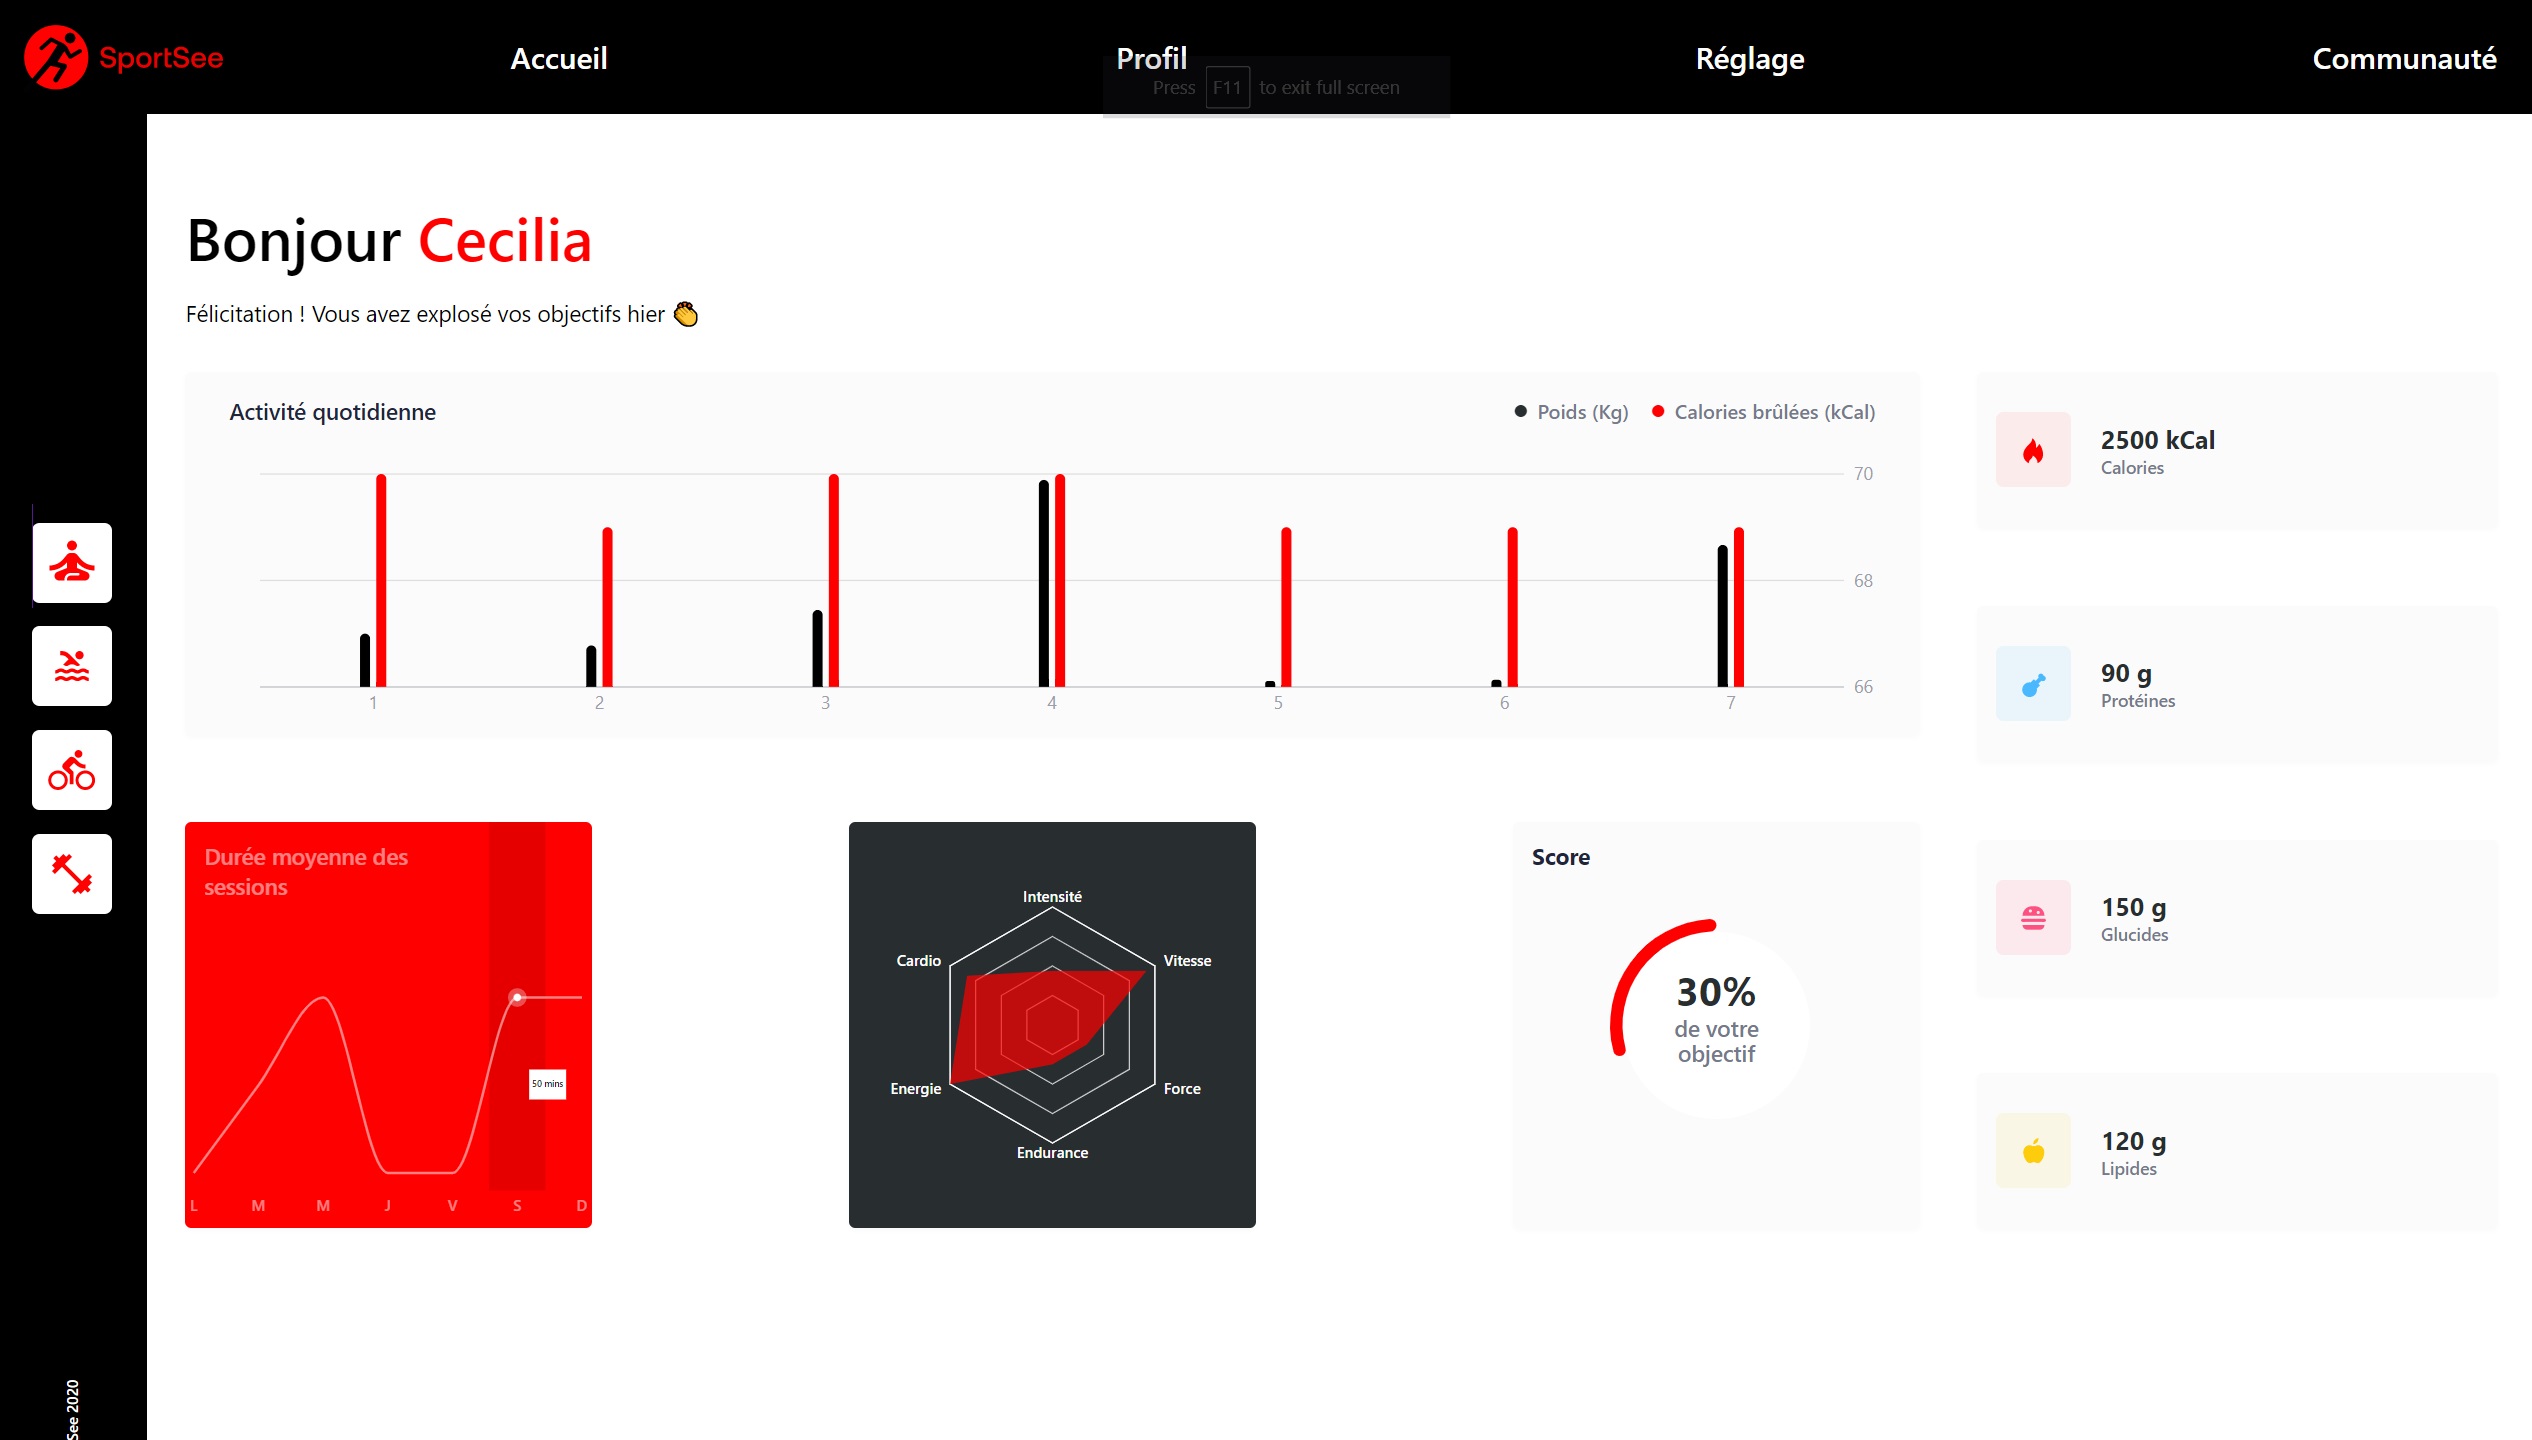 SportSee
Accueil
Profil
Réglage
Communauté
Press F11 to exit full screen
Bonjour Cecilia
Félicitation ! Vous avez explosé vos objectifs hier 👏
Activité quotidienne
Poids (Kg)
Calories brûlées (kCal)
70
68
66
1 2 3 4 5 6 7
2500 kCal
Calories
90 g
Protéines
150 g
Glucides
120 g
Lipides
Durée moyenne des
sessions
50 mins
L M M J V S D
Intensité
Vitesse
Force
Endurance
Energie
Cardio
Score
30%
de votre
objectif
See 2020